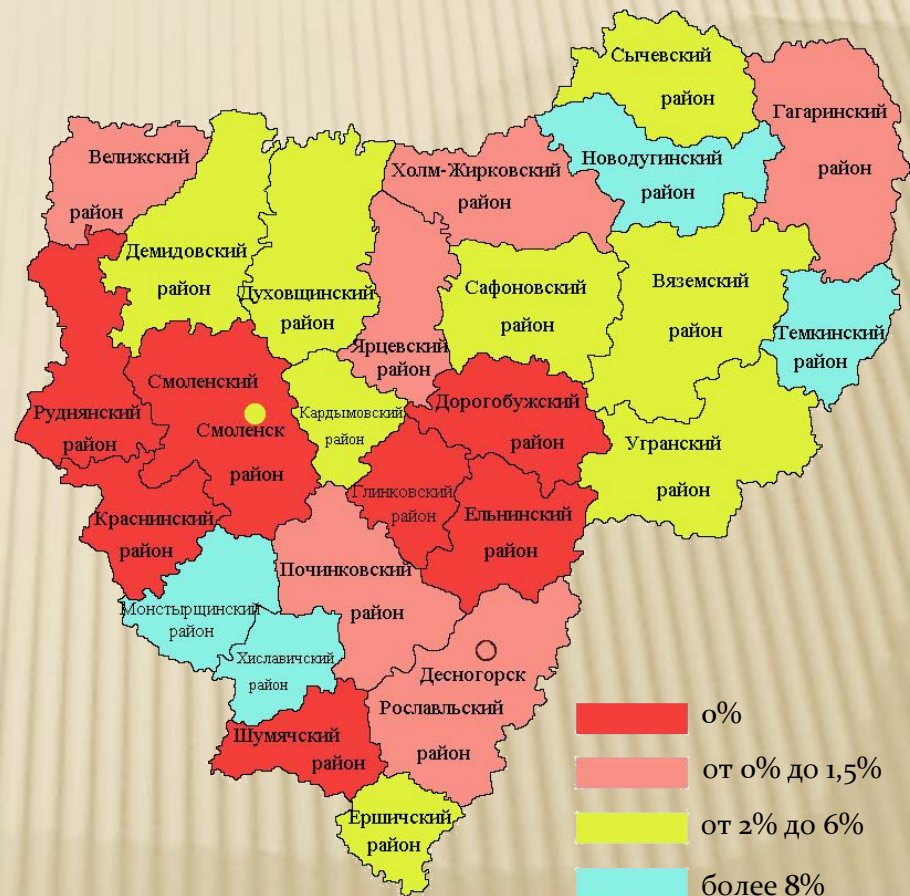 Сычевский
район
Гагаринский
район
Велижский
район
Холм-Жирковский
район
Новодугинский
район
Демидовский
район
Духовщинский
район
Сафоновский
район
Вяземский
район
Темкинский
район
Ярцевский
район
Смоленский
Смоленск
район
Руднянский
район
Кардымовский
район
Дорогобужский
район
Угранский
район
Краснинский
район
Глинковский
район
Ельнинский
район
Починковский
район
Монстырщинский
район
Хиславичский
район
Десногорск
Рославльский
район
Шумячский
район
Ершичский
район
0%
от 0% до 1,5%
от 2% до 6%
более 8%